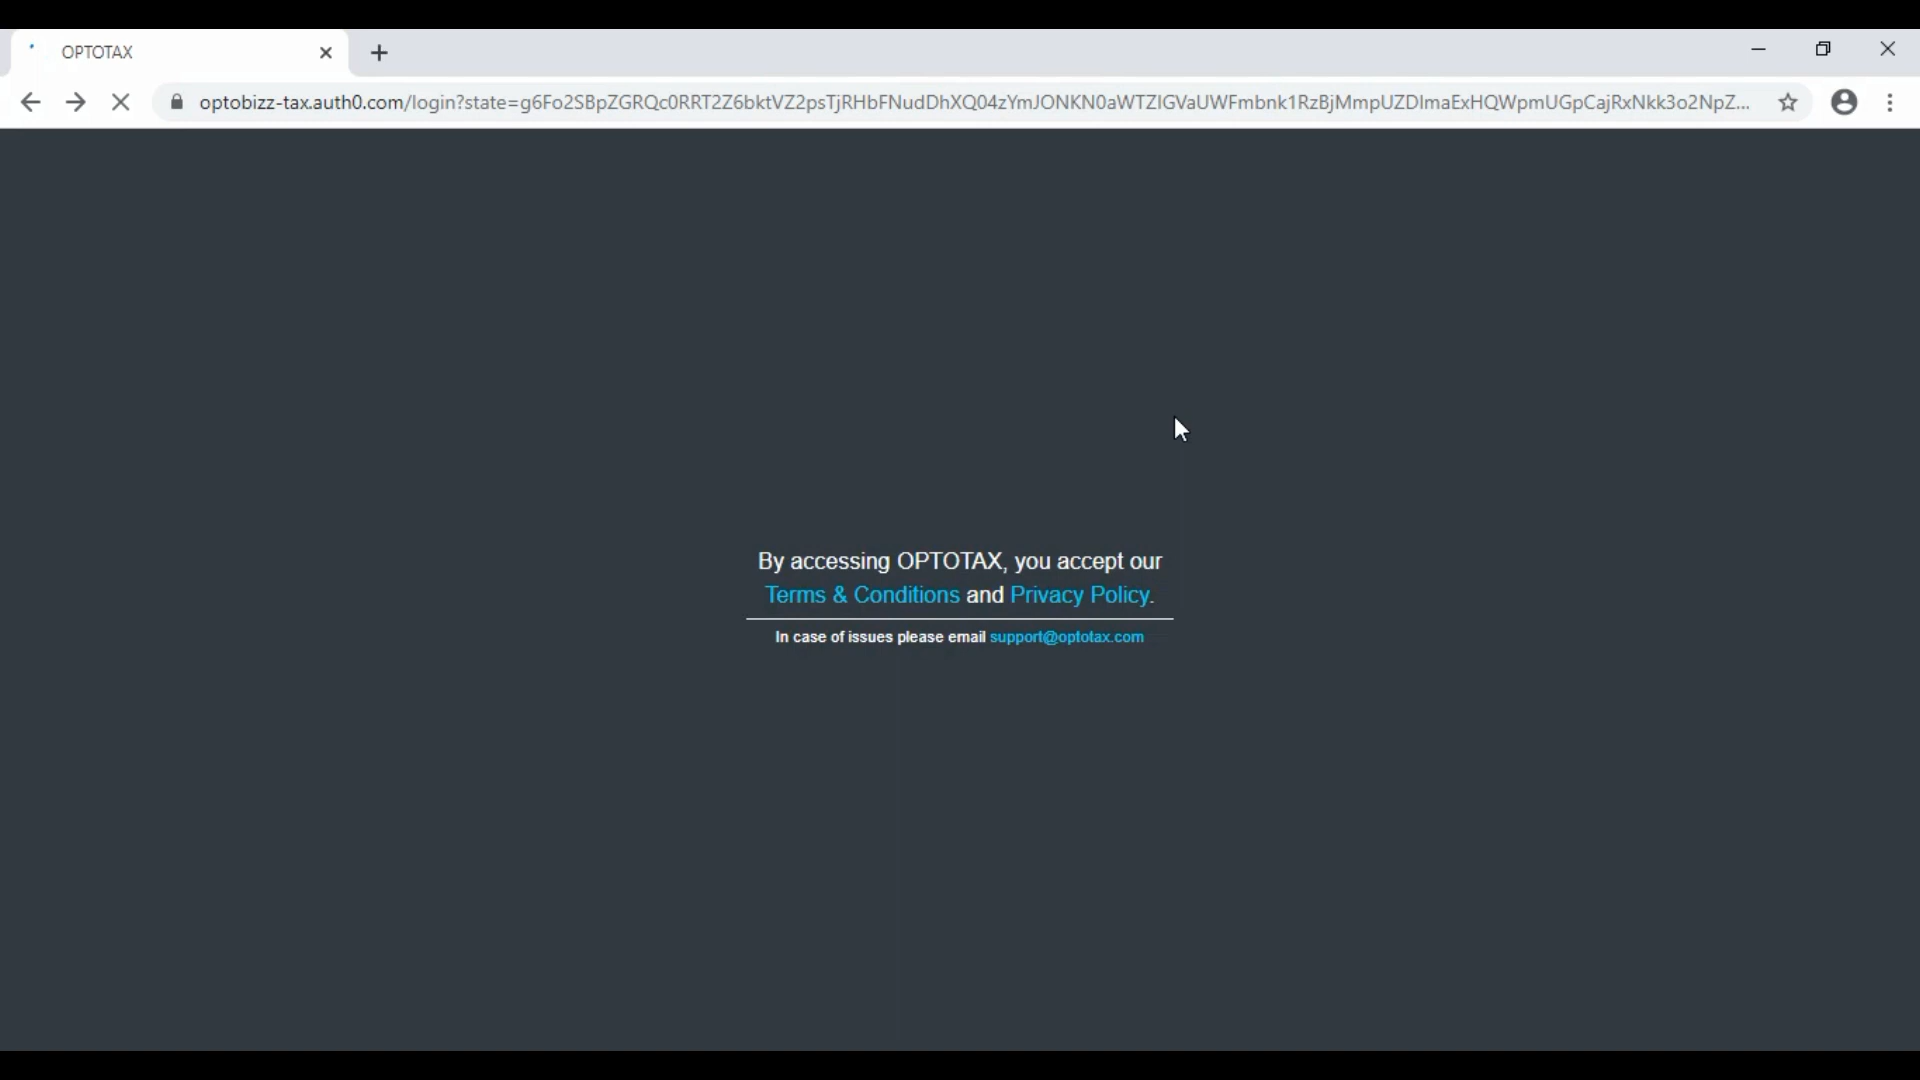 OPTOTAX
optobizz-tax.auth0.com/login?state=g6Fo2SBpZGRQc0RRT2Z6bktVZ2psTjRHbFNudDhXQ04zYmJONKN0aWTZIGVaUWFmbnk1RzBjMmpUZDlmaExHQWpmUGpCajRxNkk3o2NpZ...
By accessing OPTOTAX, you accept our
Terms & Conditions and Privacy Policy.
In case of issues please email support@optotax.com